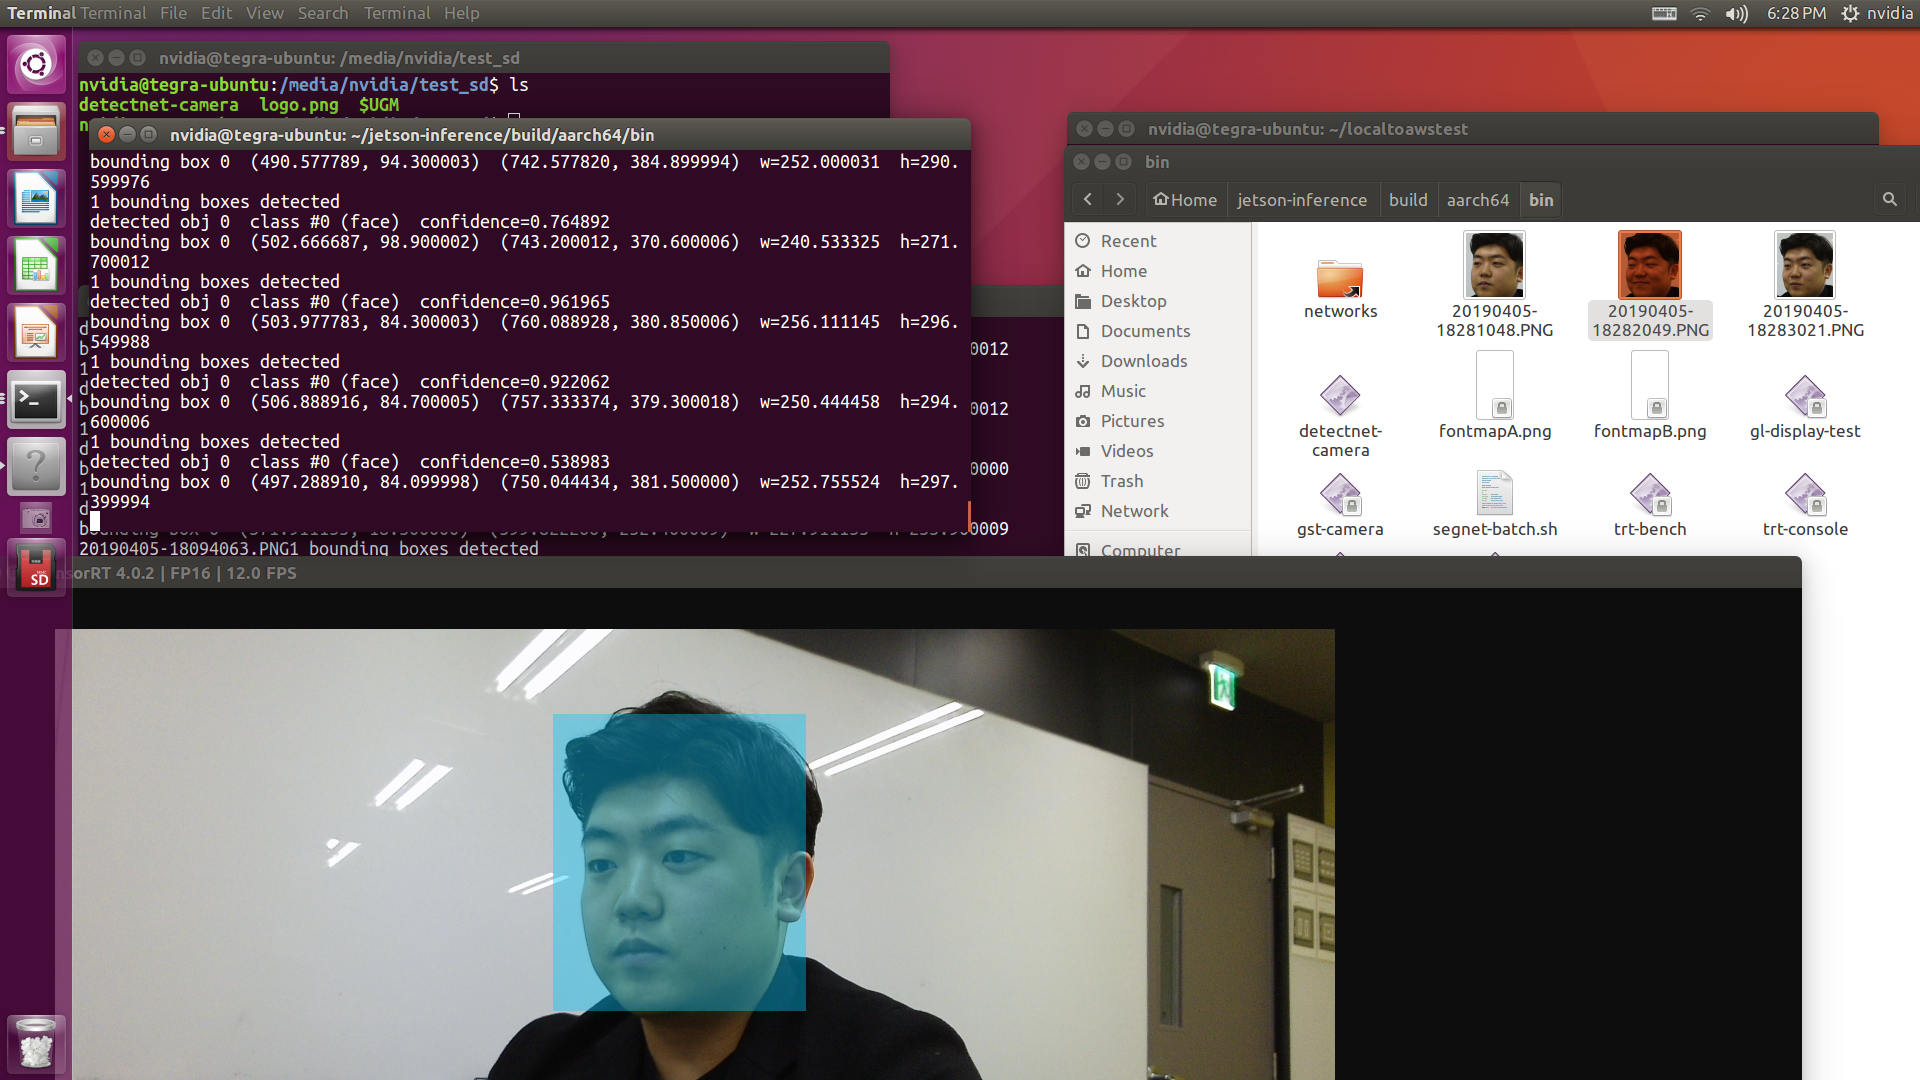 Terminal Terminal File Edit View Search Terminal Help
6:28 PM nvidia
nvidia@tegra-ubuntu: /media/nvidia/test_sd
nvidia@tegra-ubuntu:/media/nvidia/test_sd$ ls
detectnet-camera logo.png $UGM
nvidia@tegra-ubuntu: ~/jetson-inference/build/aarch64/bin
bounding box 0 (490.577789, 94.300003) (742.577820, 384.899994) w=252.000031 h=290.
599976
1 bounding boxes detected
detected obj 0 class #0 (face) confidence=0.764892
bounding box 0 (502.666687, 98.900002) (743.200012, 370.600006) w=240.533325 h=271.
700012
1 bounding boxes detected
detected obj 0 class #0 (face) confidence=0.961965
bounding box 0 (503.977783, 84.300003) (760.088928, 380.850006) w=256.111145 h=296.
549988
1 bounding boxes detected
detected obj 0 class #0 (face) confidence=0.922062
bounding box 0 (506.888916, 84.700005) (757.333374, 379.300018) w=250.444458 h=294.
600006
1 bounding boxes detected
detected obj 0 class #0 (face) confidence=0.538983
bounding box 0 (497.288910, 84.099998) (750.044434, 381.500000) w=252.755524 h=297.
399994
0012
0012
0000
0009
20190405-18094063.PNG1 bounding boxes detected
nvidia@tegra-ubuntu: ~/localtoawstest
bin
Home jetson-inference build aarch64 bin
Recent
Home
Desktop
Documents
Downloads
Music
Pictures
Videos
Trash
Network
Computer
networks
20190405-
18281048.PNG
20190405-
18282049.PNG
20190405-
18283021.PNG
detectnet-
camera
fontmapA.png
fontmapB.png
gl-display-test
gst-camera
segnet-batch.sh
trt-bench
trt-console
SD
sorRT 4.0.2 | FP16 | 12.0 FPS